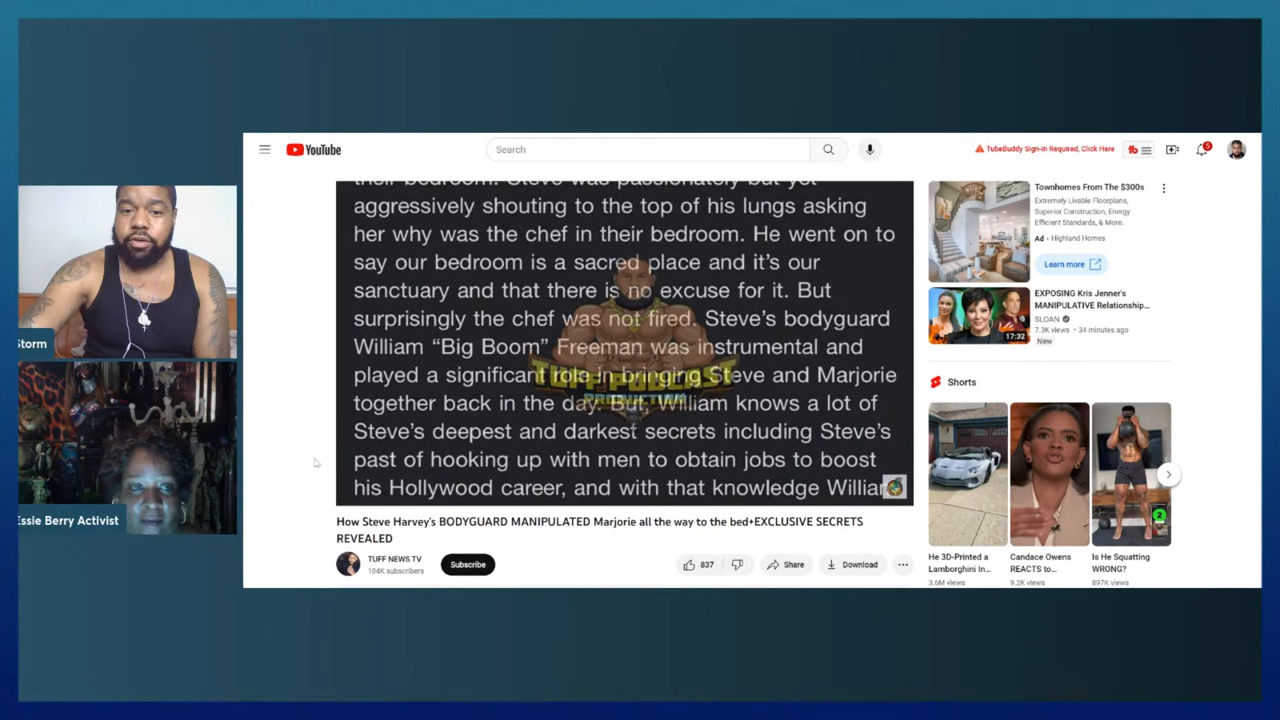 YouTube
Search
TubeBuddy Sign-In Required, Click Here
tb
5
aggressively shouting to the top of his lungs asking
her why was the chef in their bedroom. He went on to
say our bedroom is a sacred place and it's our
sanctuary and that there is no excuse for it. But
surprisingly the chef was not fired. Steve's bodyguard
William “Big Boom” Freeman was instrumental and
played a significant role in bringing Steve and Marjorie
together back in the day. But, William knows a lot of
Steve's deepest and darkest secrets including Steve's
past of hooking up with men to obtain jobs to boost
his Hollywood career, and with that knowledge William
TUFF PODCAST
PRODUCTION
How Steve Harvey's BODYGUARD MANIPULATED Marjorie all the way to the bed+EXCLUSIVE SECRETS
REVEALED
TUFF NEWS TV
104K subscribers
Subscribe
837
Share
Download
Townhomes From The $300s
Extremely Livable Floorplans,
Superior Construction, Energy
Efficient Standards, & More.
Ad · Highland Homes
Learn more
EXPOSING Kris Jenner's
MANIPULATIVE Relationship...
SLOAN
7.3K views · 34 minutes ago
New
17:32
Shorts
2
He 3D-Printed a
Lamborghini In...
3.6M views
Candace Owens
REACTS to...
9.2K views
Is He Squatting
WRONG?
897K views
Storm
Essie Berry Activist